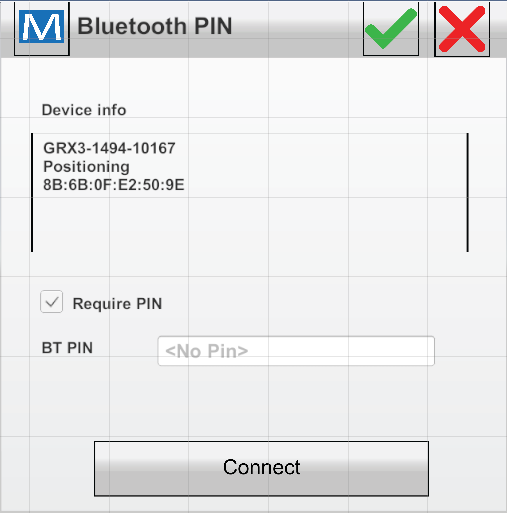 M
Bluetooth PIN
Device info
GRX3-1494-10167
Positioning
8B:6B:0F:E2:50:9E
Require PIN
BT PIN
<No Pin>
Connect